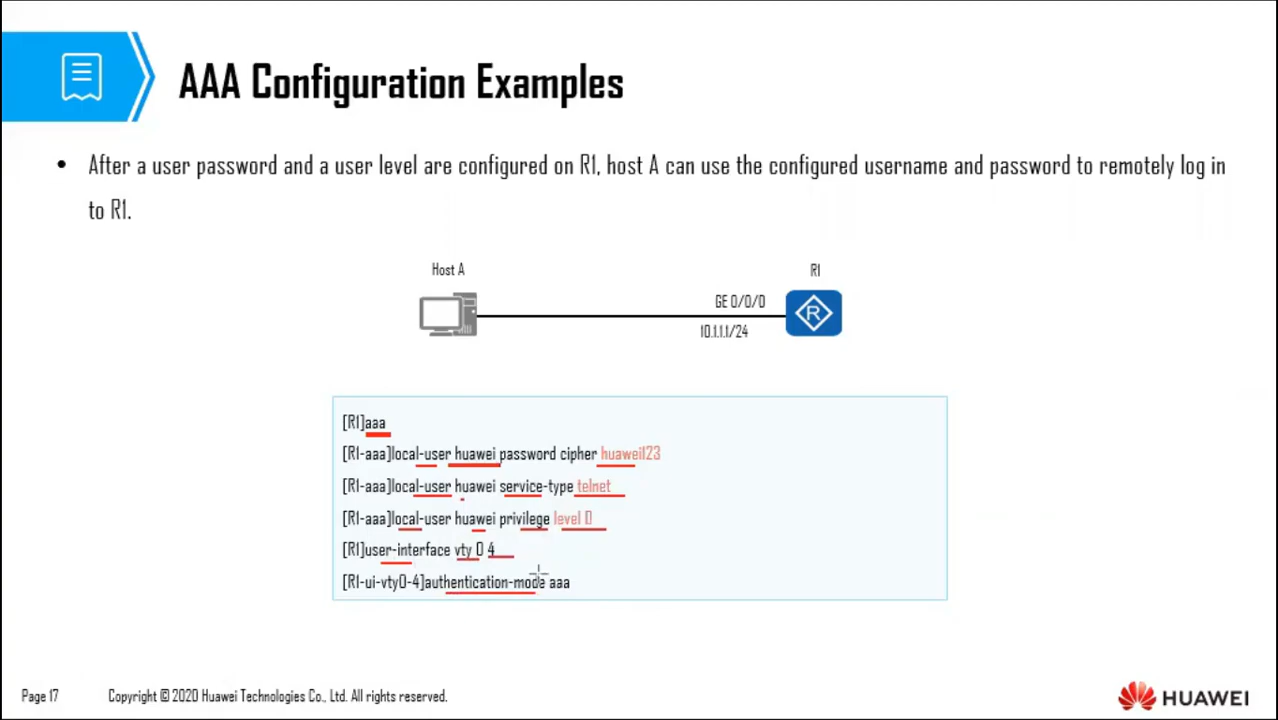 AAA Configuration Examples
• After a user password and a user level are configured on R1, host A can use the configured username and password to remotely log in
to R1.
Host A
R1
GE 0/0/0
10.1.1.1/24
R
[R1]aaa
[R1-aaa]local-user huawei password cipher huawei123
[R1-aaa]local-user huawei service-type telnet
[R1-aaa]local-user huawei privilege level 0
[R1]user-interface vty 0 4
[R1-ui-vty0-4]authentication-mode aaa
Page 17
Copyright © 2020 Huawei Technologies Co., Ltd. All rights reserved.
HUAWEI